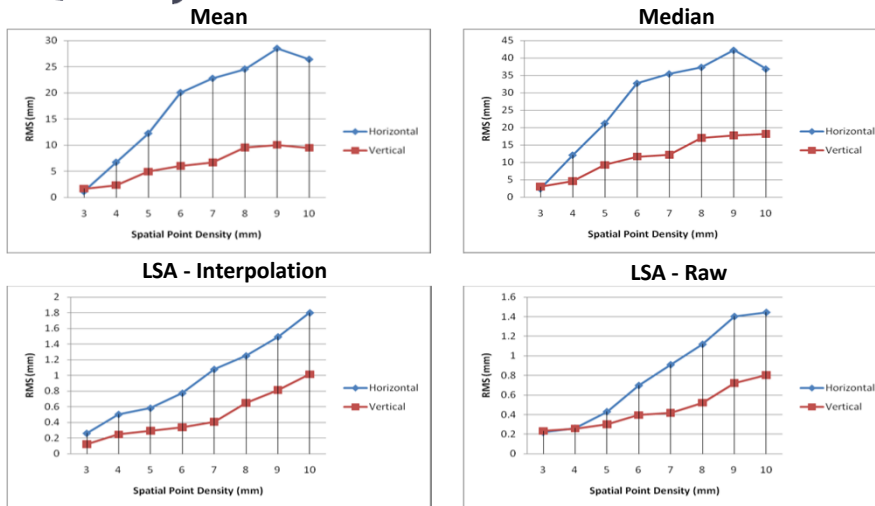 Mean
30
25
20
15
10
5
0
RMS (mm)
3 4 5 6 7 8 9 10
Spatial Point Density (mm)
Horizontal
Vertical
Median
45
40
35
30
25
20
15
10
5
0
RMS (mm)
3 4 5 6 7 8 9 10
Spatial Point Density (mm)
Horizontal
Vertical
LSA - Interpolation
2
1.8
1.6
1.4
1.2
1
0.8
0.6
0.4
0.2
0
RMS (mm)
3 4 5 6 7 8 9 10
Spatial Point Density (mm)
Horizontal
Vertical
LSA - Raw
1.6
1.4
1.2
1
0.8
0.6
0.4
0.2
0
RMS (mm)
3 4 5 6 7 8 9 10
Spatial Point Density (mm)
Horizontal
Vertical